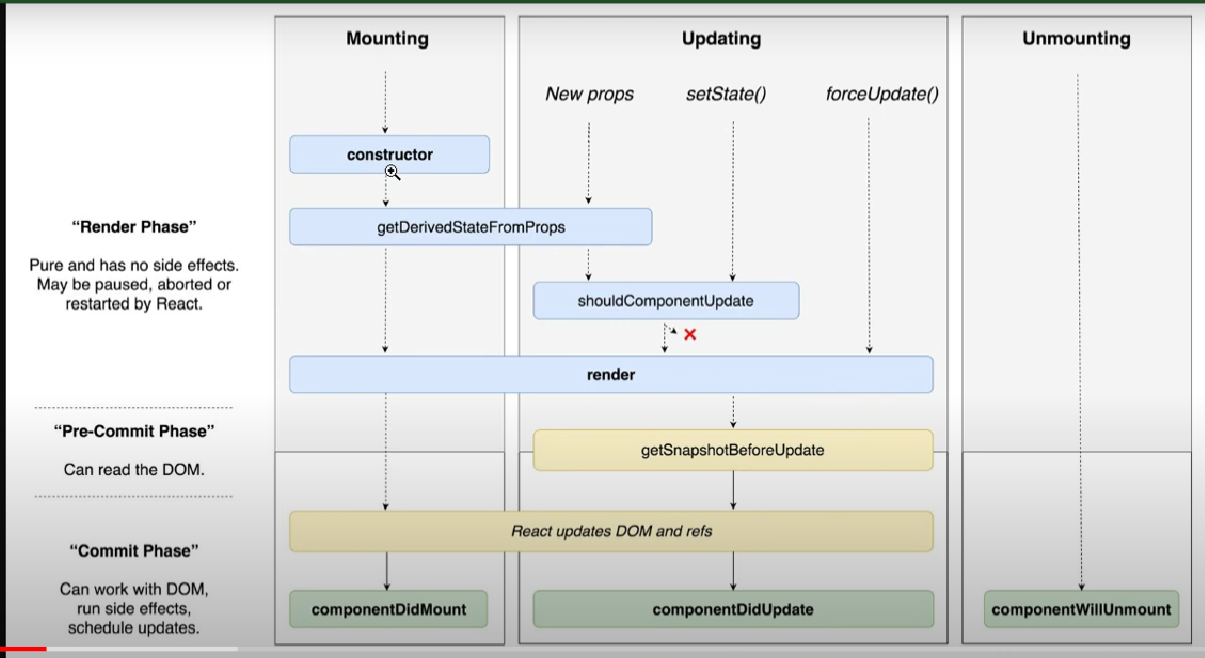 Mounting
Updating
Unmounting
New props
setState()
forceUpdate()
constructor
“Render Phase”
getDerivedStateFromProps
Pure and has no side effects.
May be paused, aborted or
restarted by React.
shouldComponentUpdate
render
“Pre-Commit Phase”
Can read the DOM.
getSnapshotBeforeUpdate
React updates DOM and refs
“Commit Phase”
Can work with DOM,
run side effects,
schedule updates.
componentDidMount
componentDidUpdate
componentWillUnmount